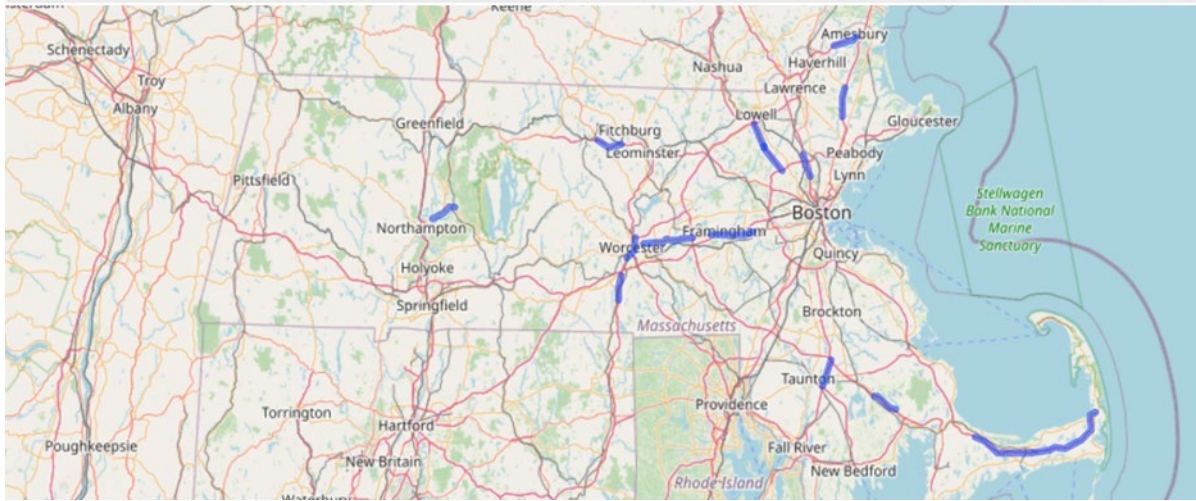 Keene
Amesbury
Schenectady
Haverhill
Nashua
Troy
Lawrence
Albany
Lowell
Gloucester
Greenfield
Fitchburg
Leominster
Peabody
Lynn
Pittsfield
Stellwagen
Bank National
Marine
Sanctuary
Boston
Northampton
Framingham
Worcester
Quincy
Holyoke
Springfield
Brockton
Massachusetts
Taunton
Providence
Torrington
Hartford
Poughkeepsie
Fall River
New Britain
New Bedford
Rhode Island
Waterbury